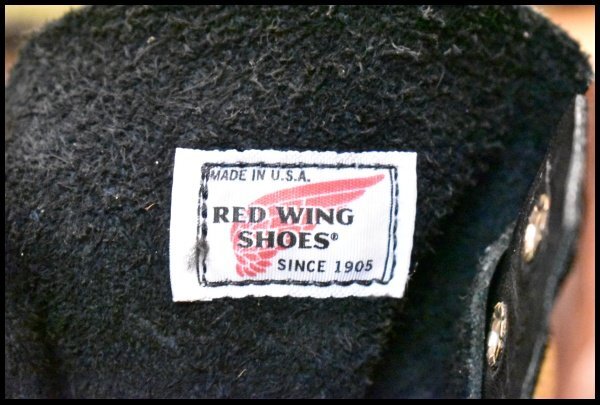 MADE IN U.S.A.
RED WING
SHOES®
SINCE 1905